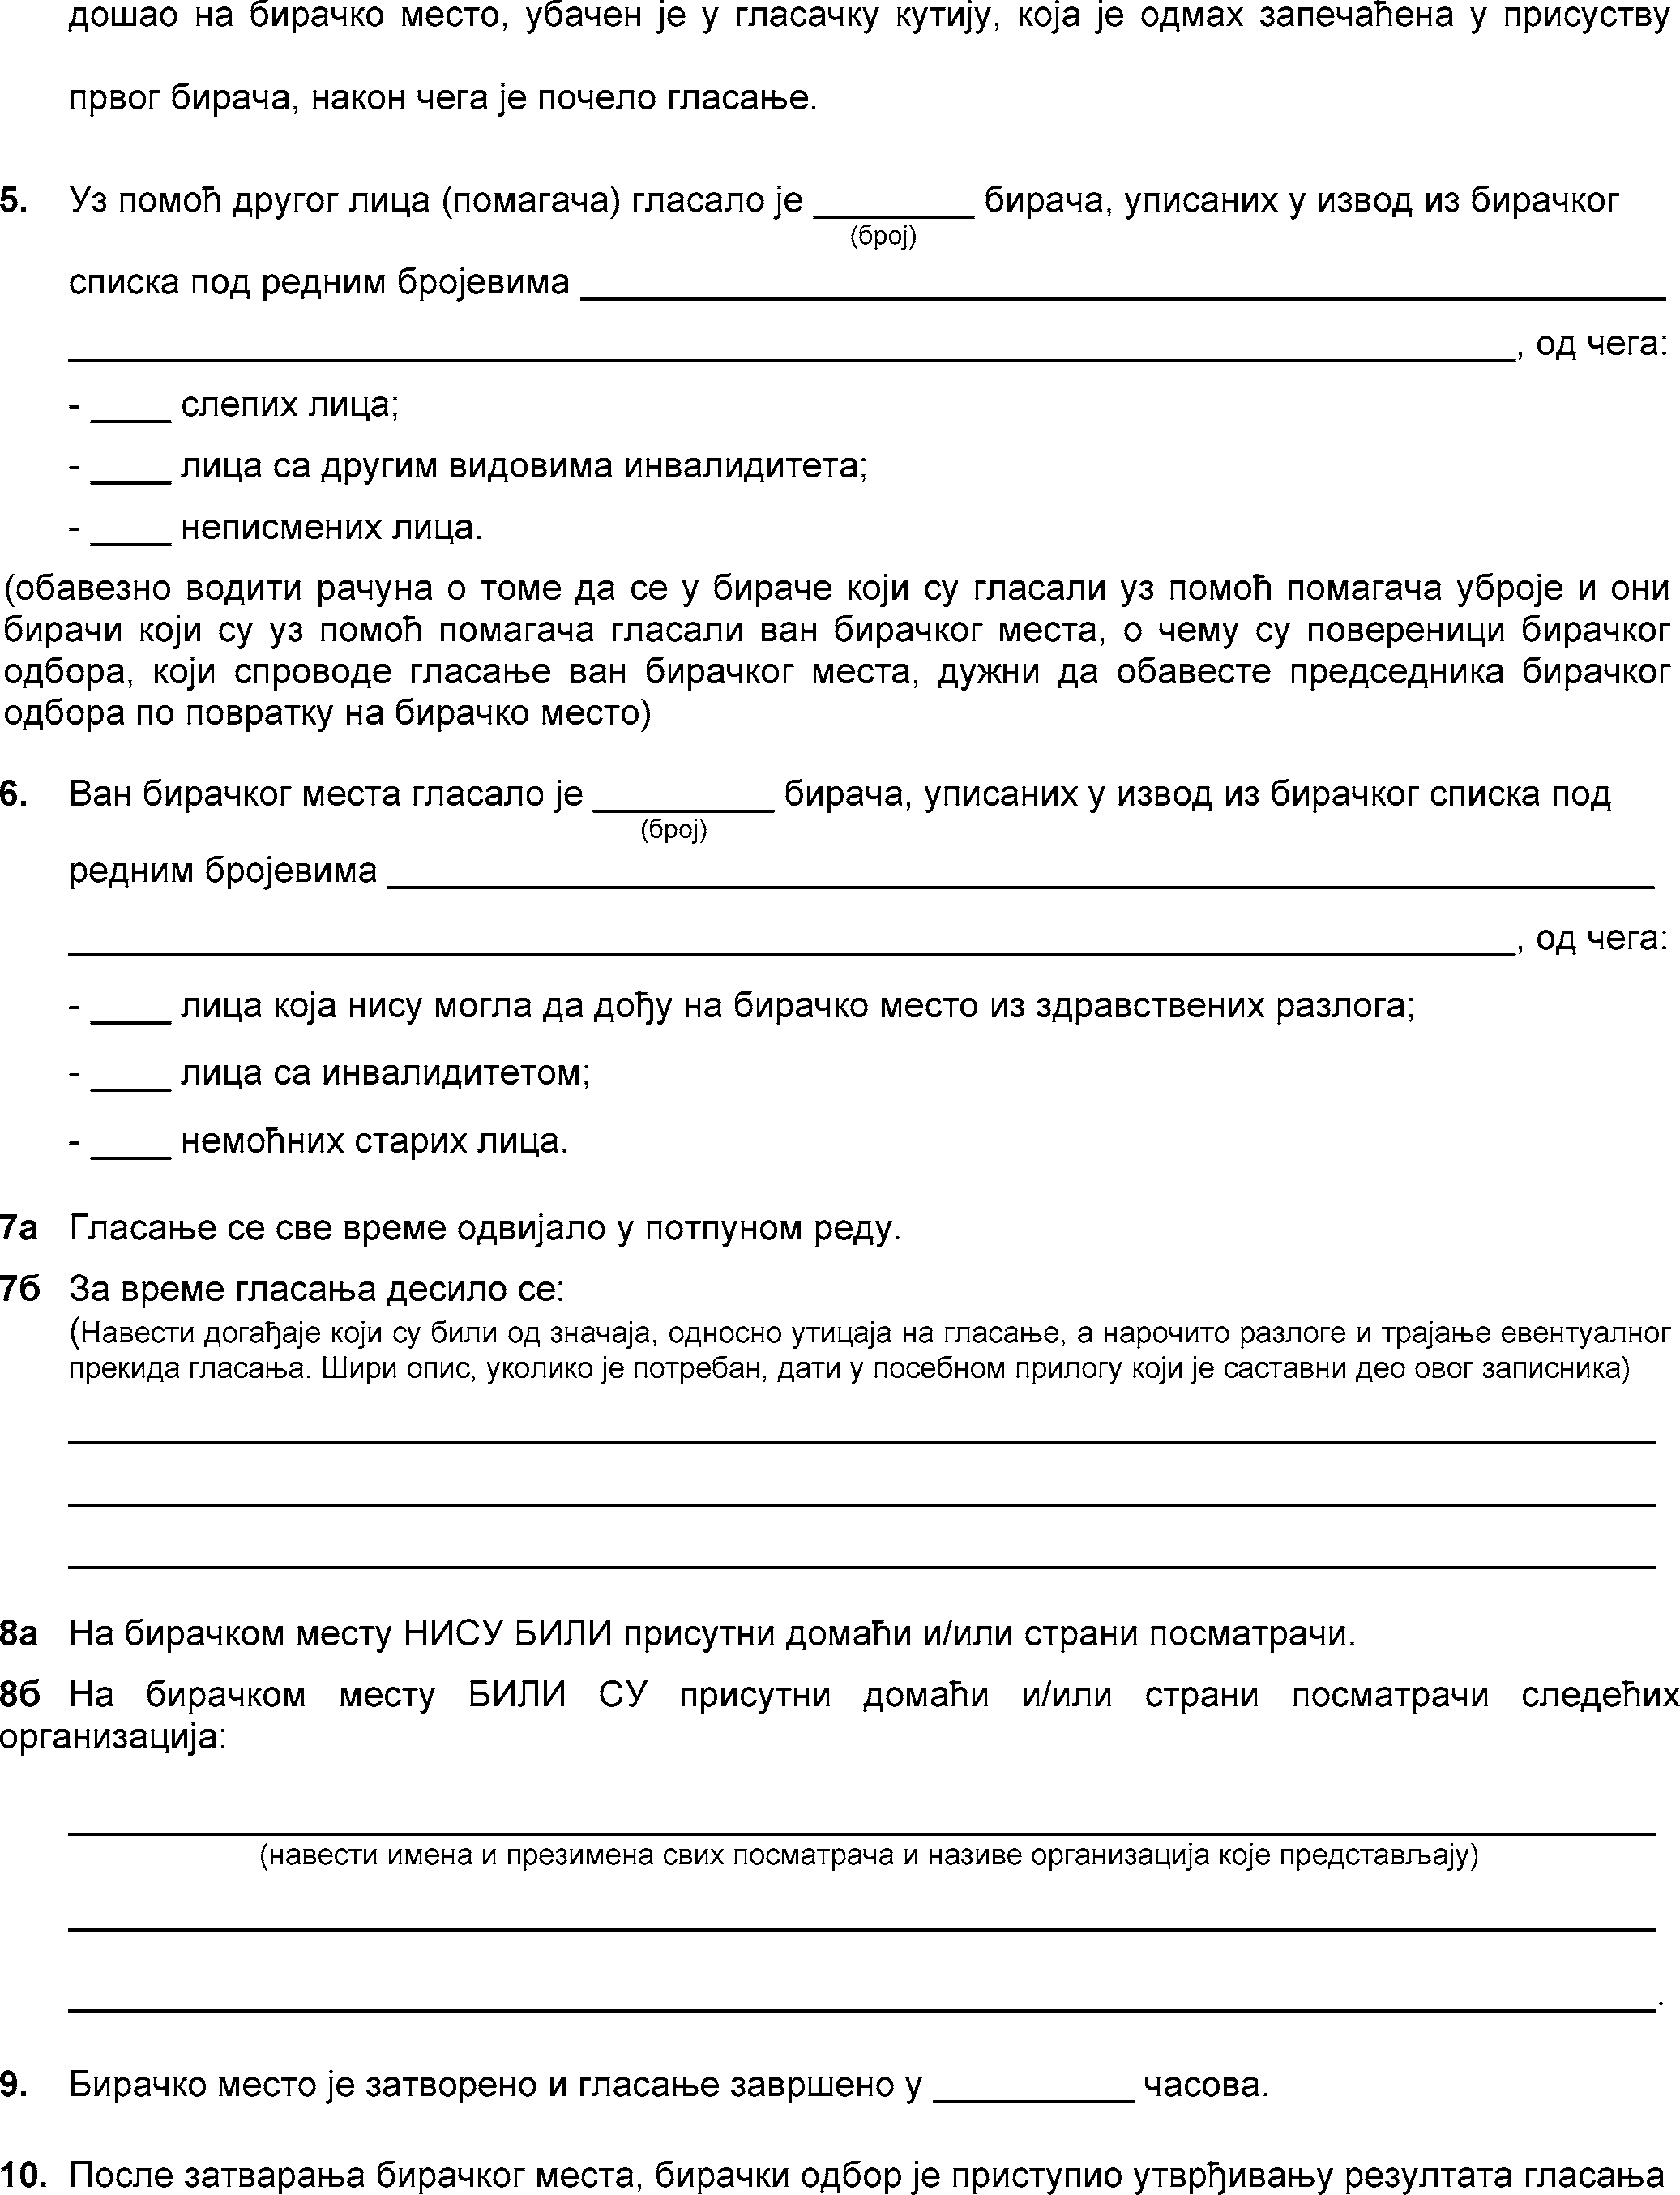 дошао на бирачко место, убачен је у гласачку кутију, која је одмах запечаћена у присуству
првог бирача, након чега је почело гласање.
5. Уз помоћ другог лица (помагача) гласало је ________ бирача, уписаних у извод из бирачког
(број)
списка под редним бројевима ______________________________________________________
________________________________________________________________________, од чега:
- ____ слепих лица;
- ____ лица са другим видовима инвалидитета;
- ____ неписмених лица.
(обавезно водити рачуна о томе да се у бираче који су гласали уз помоћ помагача уброје и они
бирачи који су уз помоћ помагача гласали ван бирачког места, о чему су повереници бирачког
одбора, који спроводе гласање ван бирачког места, дужни да обавесте председника бирачког
одбора по повратку на бирачко место)
6. Ван бирачког места гласало је _________ бирача, уписаних у извод из бирачког списка под
(број)
редним бројевима _______________________________________________________________
________________________________________________________________________, од чега:
- ____ лица која нису могла да дођу на бирачко место из здравствених разлога;
- ____ лица са инвалидитетом;
- ____ немоћних старих лица.
7а Гласање се све време одвијало у потпуном реду.
7б За време гласања десило се:
(Навести догађаје који су били од значаја, односно утицаја на гласање, а нарочито разлоге и трајање евентуалног
прекида гласања. Шири опис, уколико је потребан, дати у посебном прилогу који је саставни део овог записника)
_______________________________________________________________________________
_______________________________________________________________________________
_______________________________________________________________________________
8а На бирачком месту НИСУ БИЛИ присутни домаћи и/или страни посматрачи.
8б На бирачком месту БИЛИ СУ присутни домаћи и/или страни посматрачи следећих
организација:
_______________________________________________________________________________
(навести имена и презимена свих посматрача и називе организација које представљају)
_______________________________________________________________________________
_______________________________________________________________________________.
9. Бирачко место је затворено и гласање завршено у __________ часова.
10. После затварања бирачког места, бирачки одбор је приступио утврђивању резултата гласања